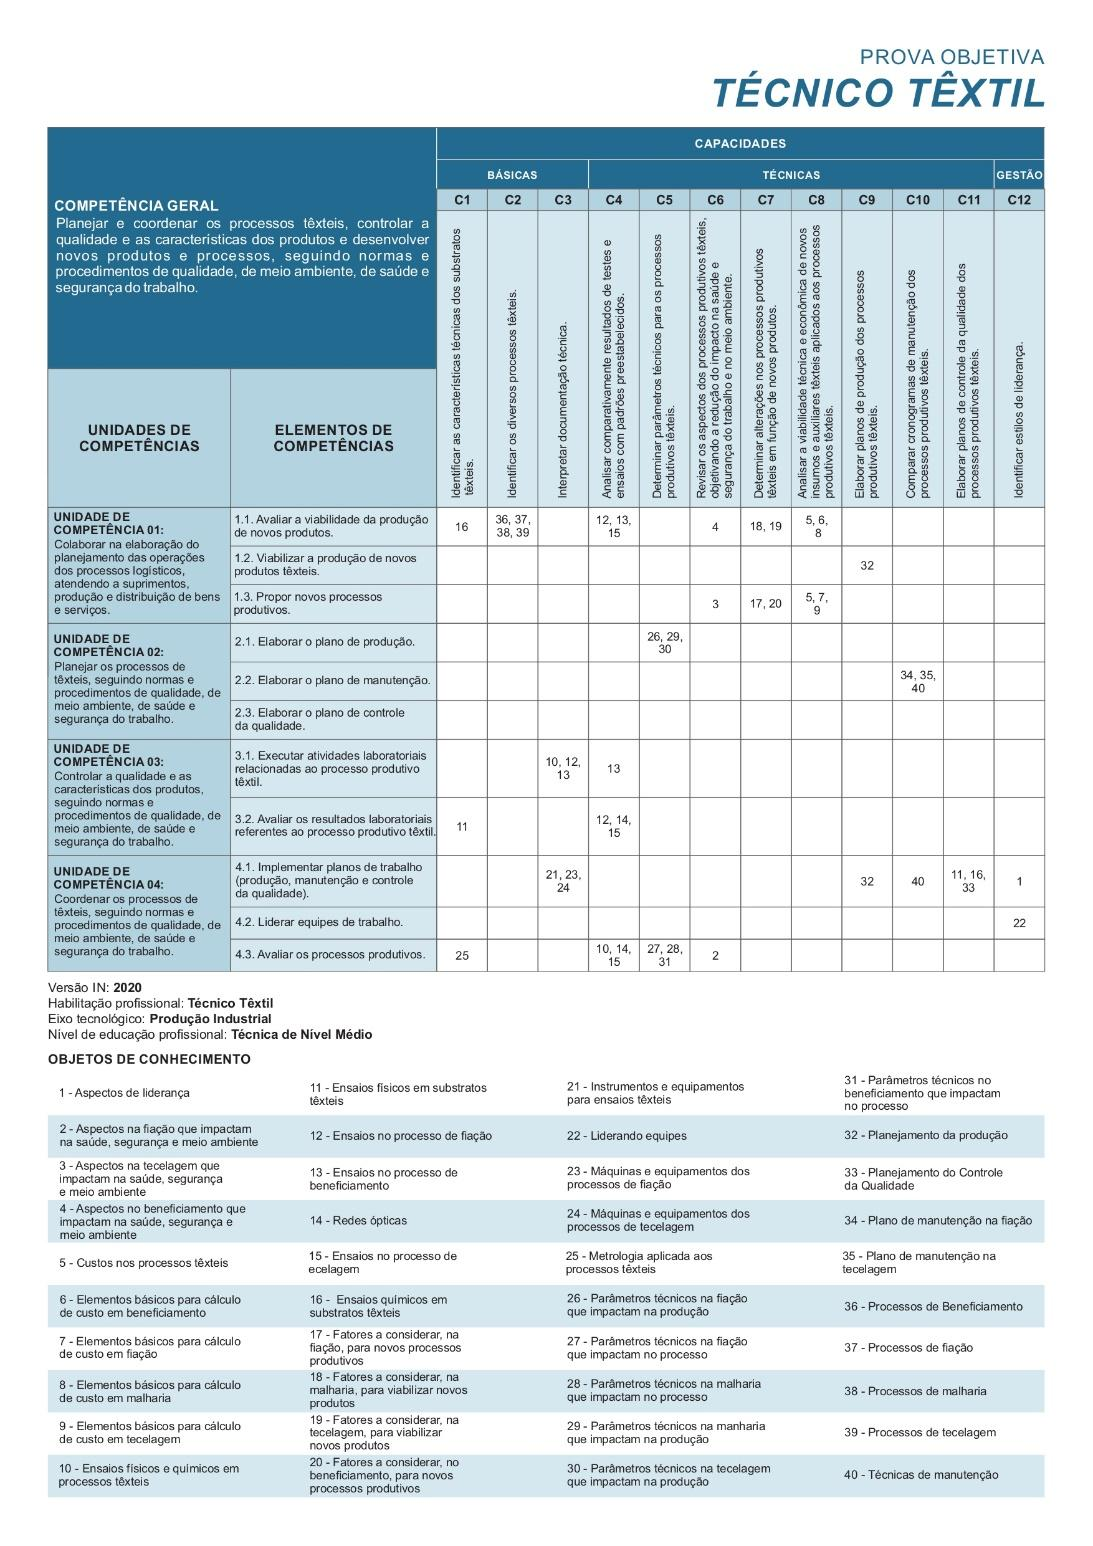 PROVA OBJETIVA
TÉCNICO TÊXTIL
COMPETÊNCIA GERAL
Planejar e coordenar os processos têxteis, controlar a
qualidade e as características dos produtos e desenvolver
novos produtos e processos, seguindo normas e
procedimentos de qualidade, de meio ambiente, de saúde e
segurança do trabalho.
CAPACIDADES
BÁSICAS TÉCNICAS GESTÃO
C1 C2 C3 C4 C5 C6 C7 C8 C9 C10 C11 C12
Identificar as características técnicas dos substratos
têxteis.
Identificar os diversos processos têxteis.
Interpretar documentação técnica.
Analisar comparativamente resultados de testes e
ensaios com padrões preestabelecidos.
Determinar parâmetros técnicos para os processos
produtivos têxteis.
Revisar os aspectos dos processos produtivos têxteis,
objetivando a redução do impacto na saúde e
segurança do trabalho e no meio ambiente.
Determinar alterações nos processos produtivos
têxteis em função de novos produtos.
Analisar a viabilidade técnica e econômica de novos
insumos e auxiliares têxteis aplicados aos processos
produtivos têxteis.
Elaborar planos de produção dos processos
produtivos têxteis.
Comparar cronogramas de manutenção dos
processos produtivos têxteis.
Elaborar planos de controle da qualidade dos
processos produtivos têxteis.
Identificar estilos de liderança.
UNIDADES DE
COMPETÊNCIAS
ELEMENTOS DE
COMPETÊNCIAS
UNIDADE DE
COMPETÊNCIA 01:
Colaborar na elaboração do
planejamento das operações
dos processos logísticos,
atendendo a suprimentos,
produção e distribuição de bens
e serviços.
1.1. Avaliar a viabilidade da produção
de novos produtos.
16
36, 37,
38, 39
12, 13,
15
4
18, 19
5, 6,
8
1.2. Viabilizar a produção de novos
produtos têxteis.
32
1.3. Propor novos processos
produtivos.
3
17, 20
5, 7,
9
UNIDADE DE
COMPETÊNCIA 02:
Planejar os processos de
têxteis, seguindo normas e
procedimentos de qualidade, de
meio ambiente, de saúde e
segurança do trabalho.
2.1. Elaborar o plano de produção.
26, 29,
30
2.2. Elaborar o plano de manutenção.
34, 35,
40
2.3. Elaborar o plano de controle
da qualidade.
UNIDADE DE
COMPETÊNCIA 03:
Controlar a qualidade e as
características dos produtos,
seguindo normas e
procedimentos de qualidade, de
meio ambiente, de saúde e
segurança do trabalho.
3.1. Executar atividades laboratoriais
relacionadas ao processo produtivo
têxtil.
10, 12,
13
13
3.2. Avaliar os resultados laboratoriais
referentes ao processo produtivo têxtil.
11
12, 14,
15
UNIDADE DE
COMPETÊNCIA 04:
Coordenar os processos de
têxteis, seguindo normas e
procedimentos de qualidade, de
meio ambiente, de saúde e
segurança do trabalho.
4.1. Implementar planos de trabalho
(produção, manutenção e controle
da qualidade).
21, 23,
24
32
40
11, 16,
33
1
4.2. Liderar equipes de trabalho.
22
4.3. Avaliar os processos produtivos.
25
10, 14,
15
27, 28,
31
2
Versão IN: 2020
Habilitação profissional: Técnico Têxtil
Eixo tecnológico: Produção Industrial
Nível de educação profissional: Técnica de Nível Médio
OBJETOS DE CONHECIMENTO
1 - Aspectos de liderança
11 - Ensaios físicos em substratos
têxteis
21 - Instrumentos e equipamentos
para ensaios têxteis
31 - Parâmetros técnicos no
beneficiamento que impactam
no processo
2 - Aspectos na fiação que impactam
na saúde, segurança e meio ambiente
12 - Ensaios no processo de fiação
22 - Liderando equipes
32 - Planejamento da produção
3 - Aspectos na tecelagem que
impactam na saúde, segurança
e meio ambiente
13 - Ensaios no processo de
beneficiamento
23 - Máquinas e equipamentos dos
processos de fiação
33 - Planejamento do Controle
da Qualidade
4 - Aspectos no beneficiamento que
impactam na saúde, segurança e
meio ambiente
14 - Redes ópticas
24 - Máquinas e equipamentos dos
processos de tecelagem
34 - Plano de manutenção na fiação
5 - Custos nos processos têxteis
15 - Ensaios no processo de
ecelagem
25 - Metrologia aplicada aos
processos têxteis
35 - Plano de manutenção na
tecelagem
6 - Elementos básicos para cálculo
de custo em beneficiamento
16 - Ensaios químicos em
substratos têxteis
26 - Parâmetros técnicos na fiação
que impactam na produção
36 - Processos de Beneficiamento
7 - Elementos básicos para cálculo
de custo em fiação
17 - Fatores a considerar, na
fiação, para novos processos
produtivos
27 - Parâmetros técnicos na fiação
que impactam no processo
37 - Processos de fiação
8 - Elementos básicos para cálculo
de custo em malharia
18 - Fatores a considerar, na
malharia, para viabilizar novos
produtos
28 - Parâmetros técnicos na malharia
que impactam no processo
38 - Processos de malharia
9 - Elementos básicos para cálculo
de custo em tecelagem
19 - Fatores a considerar, na
tecelagem, para viabilizar
novos produtos
29 - Parâmetros técnicos na manharia
que impactam na produção
39 - Processos de tecelagem
10 - Ensaios físicos e químicos em
processos têxteis
20 - Fatores a considerar, no
beneficiamento, para novos
processos produtivos
30 - Parâmetros técnicos na tecelagem
que impactam na produção
40 - Técnicas de manutenção